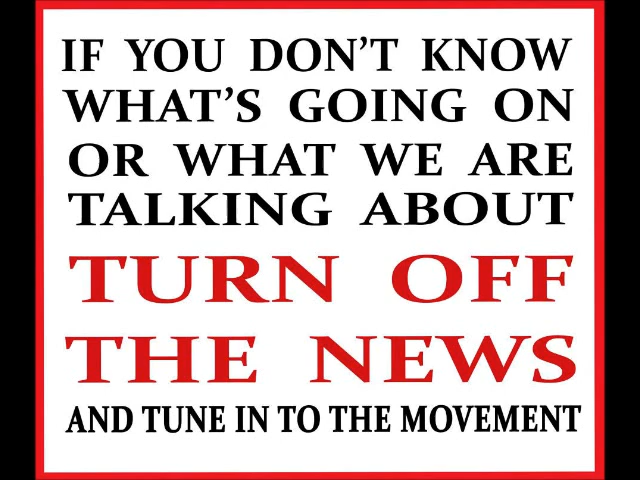 IF YOU DON'T KNOW
WHAT'S GOING ON
OR WHAT WE ARE
TALKING ABOUT
TURN OFF
THE NEWS
AND TUNE IN TO THE MOVEMENT